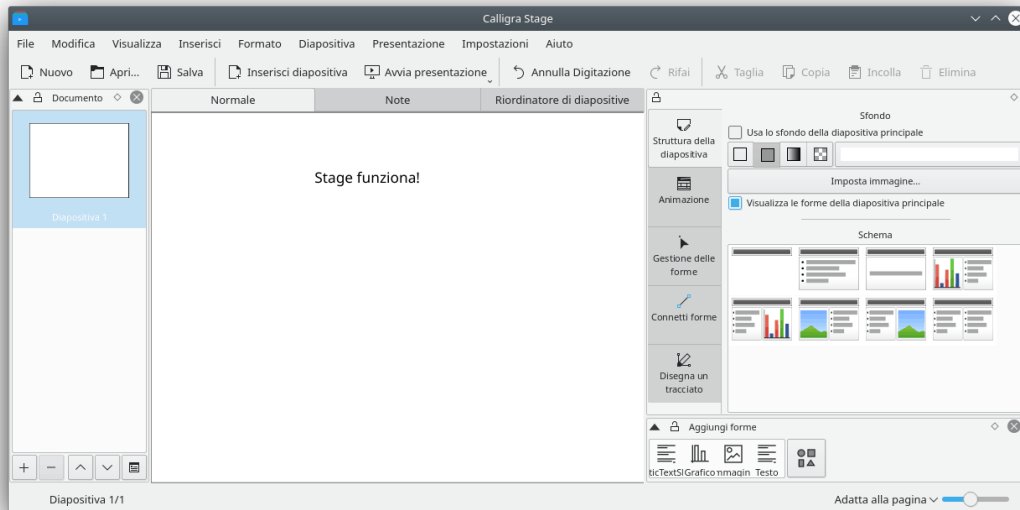 Calligra Stage
File Modifica Visualizza Inserisci Formato Diapositiva Presentazione Impostazioni Aiuto
Nuovo Apri... Salva Inserisci diapositiva Avvia presentazione Annulla Digitazione Rifai Taglia Copia Incolla Elimina
Documento
Diapositiva 1
Normale Note Riordinatore di diapositive
Stage funziona!
Struttura della
diapositiva
Animazione
Gestione delle
forme
Connetti forme
Disegna un
tracciato
Sfondo
Usa lo sfondo della diapositiva principale
Imposta immagine...
Visualizza le forme della diapositiva principale
Schema
Aggiungi forme
ticTextSl Grafico mmagin Testo
Diapositiva 1/1
Adatta alla pagina